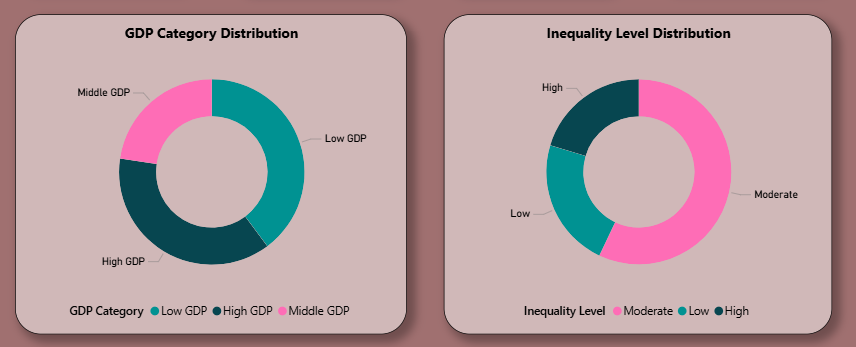 GDP Category Distribution
Middle GDP
Low GDP
High GDP
GDP Category Low GDP High GDP Middle GDP
Inequality Level Distribution
High
Moderate
Low
Inequality Level Moderate Low High